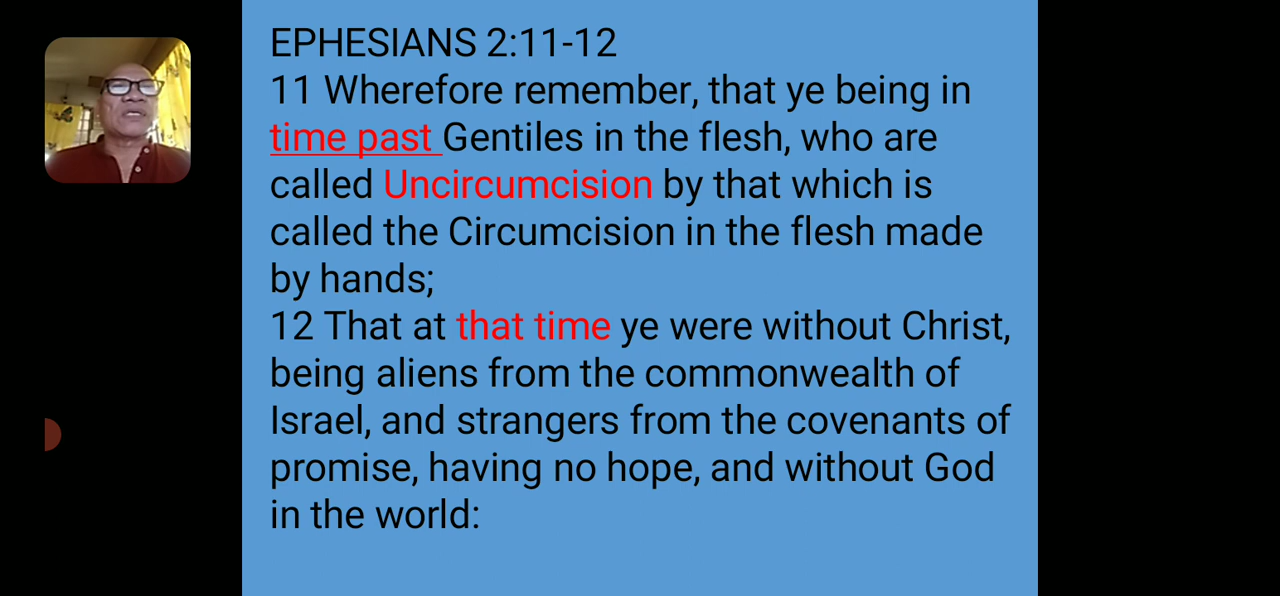 EPHESIANS 2:11-12
11 Wherefore remember, that ye being in
time past Gentiles in the flesh, who are
called Uncircumcision by that which is
called the Circumcision in the flesh made
by hands;
12 That at that time ye were without Christ,
being aliens from the commonwealth of
Israel, and strangers from the covenants of
promise, having no hope, and without God
in the world: